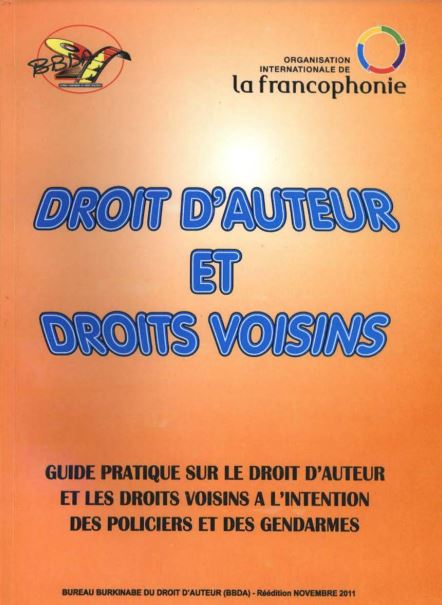 BBDA
ORGANISATION
INTERNATIONALE DE
la francophonie
DROIT D'AUTEUR
ET
DROITS VOISINS
GUIDE PRATIQUE SUR LE DROIT D'AUTEUR
ET LES DROITS VOISINS A L'INTENTION
DES POLICIERS ET DES GENDARMES
BUREAU BURKINABE DU DROIT D'AUTEUR (BBDA) - Réédition NOVEMBRE 2011